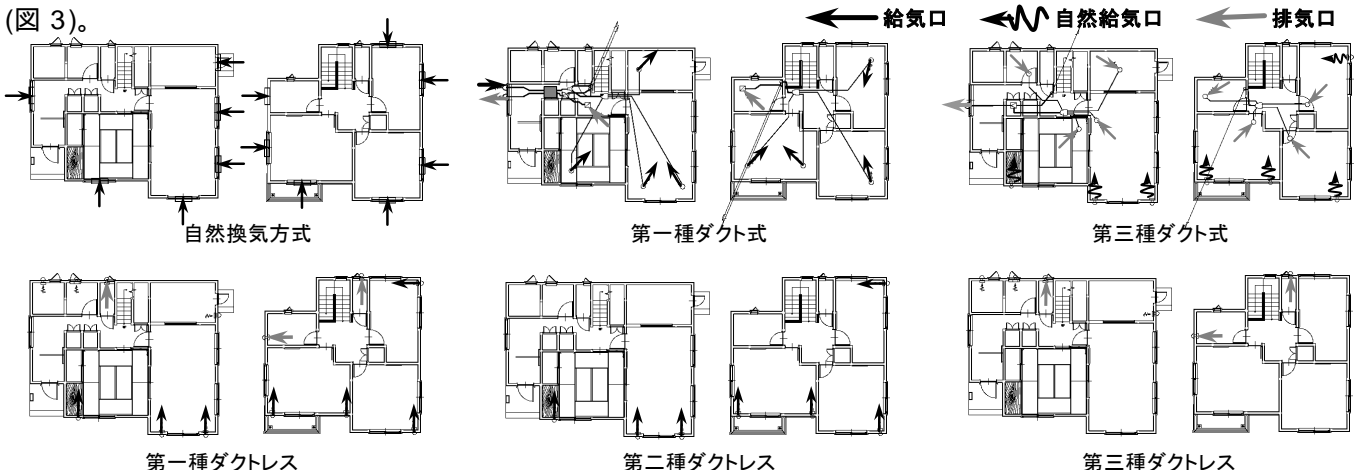 (図 3)。
給気口 自然給気口 排気口
自然換気方式 第一種ダクト式 第三種ダクト式
第一種ダクトレス 第二種ダクトレス 第三種ダクトレス